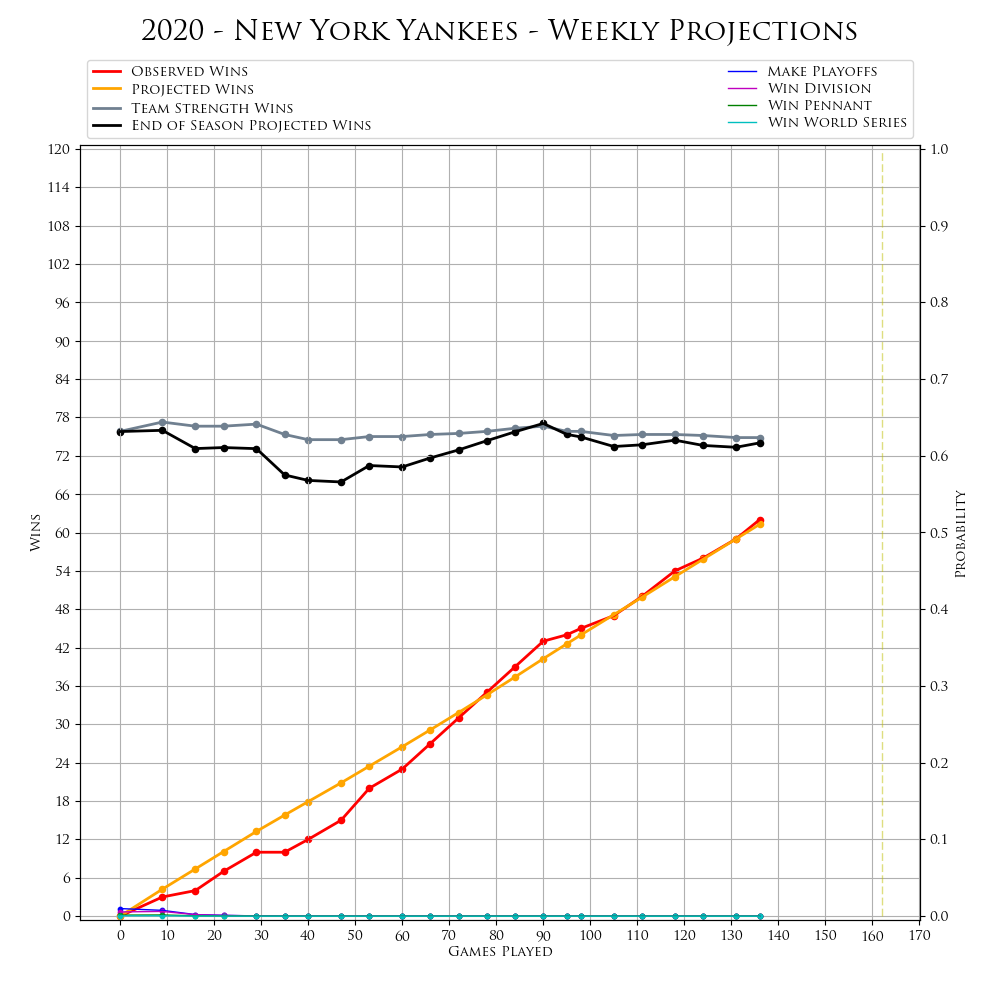 2020 - New York Yankees - Weekly Projections
Observed Wins
Projected Wins
Team Strength Wins
End of Season Projected Wins
Make Playoffs
Win Division
Win Pennant
Win World Series
120
114
108
102
96
90
84
78
72
66
60
54
48
42
36
30
24
18
12
6
0
Wins
1.0
0.9
0.8
0.7
0.6
0.5
0.4
0.3
0.2
0.1
0.0
Probability
0 10 20 30 40 50 60 70 80 90 100 110 120 130 140 150 160 170
Games Played